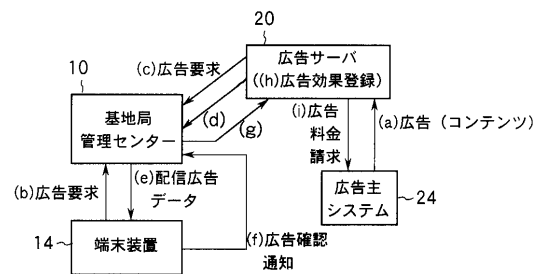 20
広告サーバ
((h)広告効果登録)
10
(c)広告要求
基地局
管理センター
(d)
(g)
(i)広告
料金
請求
(a)広告(コンテンツ)
(b)広告要求
(e)配信広告
データ
広告主
システム
24
14
端末装置
(f)広告確認
通知